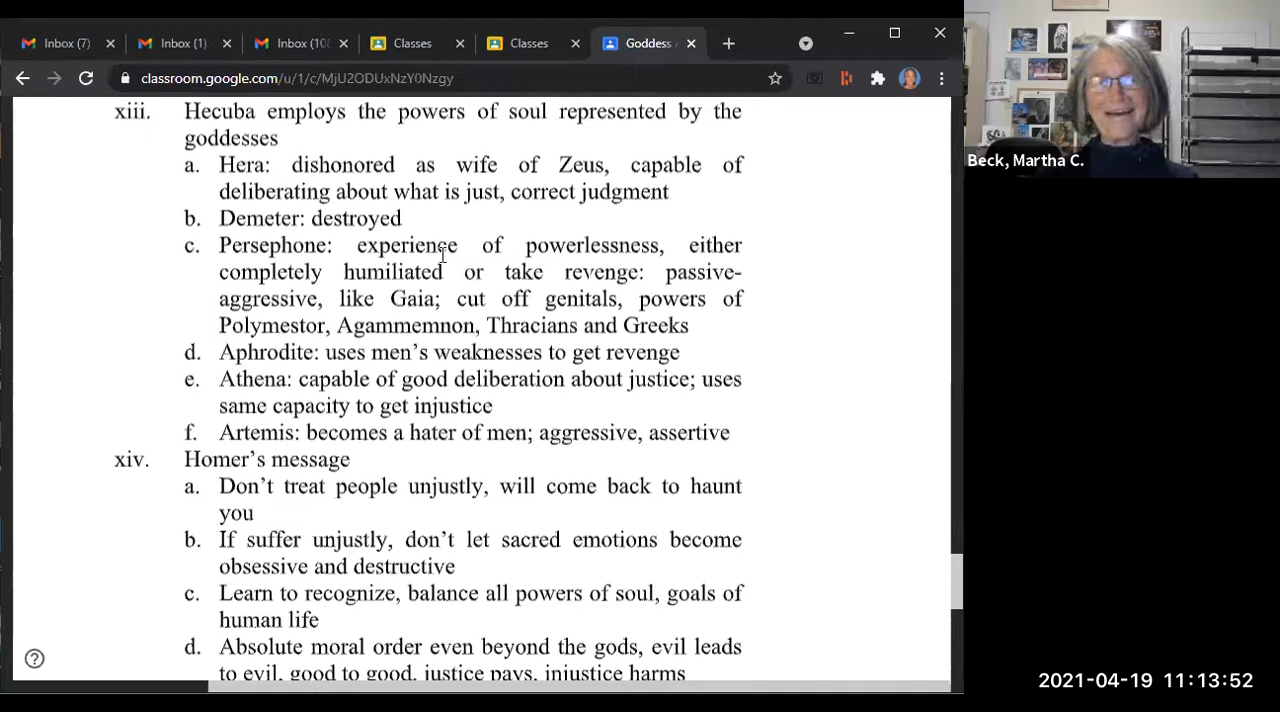 Inbox (7)
Inbox (1)
Inbox (10
Classes
Classes
Goddess
classroom.google.com/u/1/c/MjU2ODUxNzY0Nzgy
Beck, Martha C.
xiii. Hecuba employs the powers of soul represented by the
goddesses
a. Hera: dishonored as wife of Zeus, capable of
deliberating about what is just, correct judgment
b. Demeter: destroyed
c. Persephone: experience of powerlessness, either
completely humiliated or take revenge: passive-
aggressive, like Gaia; cut off genitals, powers of
Polymestor, Agammemnon, Thracians and Greeks
d. Aphrodite: uses men's weaknesses to get revenge
e. Athena: capable of good deliberation about justice; uses
same capacity to get injustice
f. Artemis: becomes a hater of men; aggressive, assertive
xiv. Homer's message
a. Don't treat people unjustly, will come back to haunt
you
b. If suffer unjustly, don't let sacred emotions become
obsessive and destructive
c. Learn to recognize, balance all powers of soul, goals of
human life
d. Absolute moral order even beyond the gods, evil leads
to evil, good to good, justice pays, injustice harms
2021-04-19 11:13:52